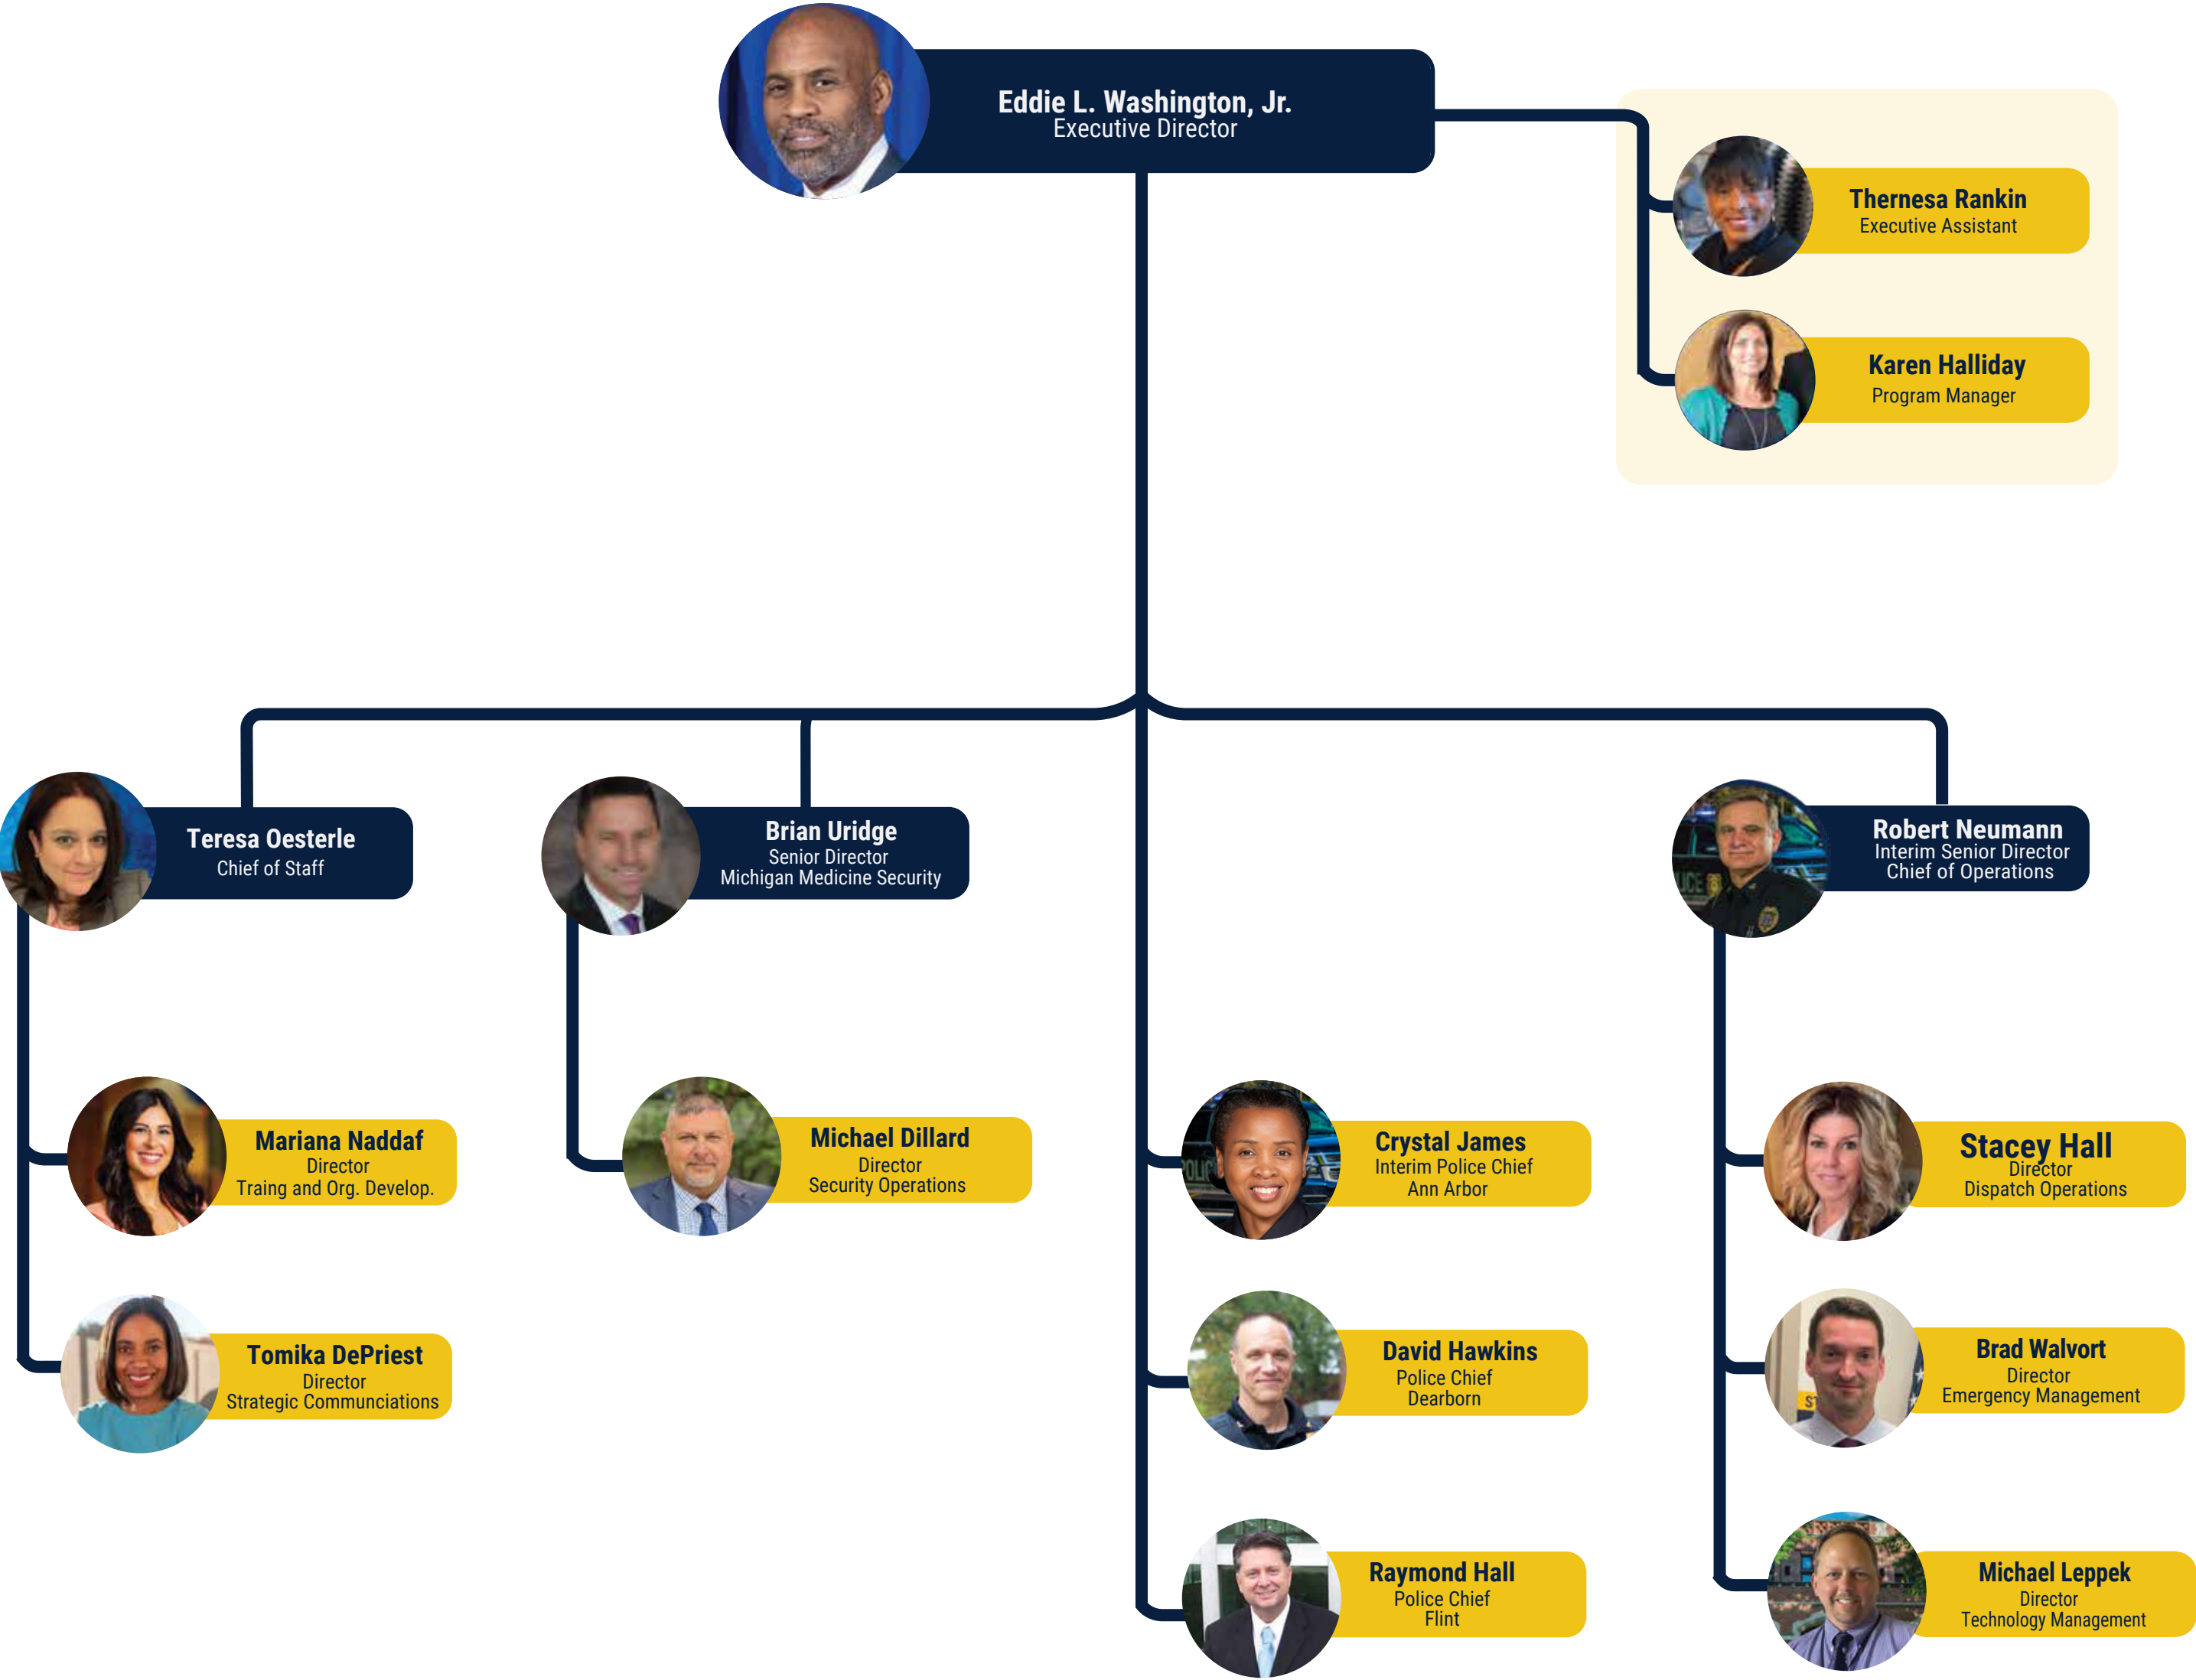 Eddie L. Washington, Jr.
Executive Director
Thernesa Rankin
Executive Assistant
Karen Halliday
Program Manager
Teresa Oesterle
Chief of Staff
Brian Uridge
Senior Director
Michigan Medicine Security
Robert Neumann
Interim Senior Director
Chief of Operations
Mariana Naddaf
Director
Traing and Org. Develop.
Michael Dillard
Director
Security Operations
Crystal James
Interim Police Chief
Ann Arbor
Stacey Hall
Director
Dispatch Operations
Tomika DePriest
Director
Strategic Communciations
David Hawkins
Police Chief
Dearborn
Brad Walvort
Director
Emergency Management
Raymond Hall
Police Chief
Flint
Michael Leppek
Director
Technology Management